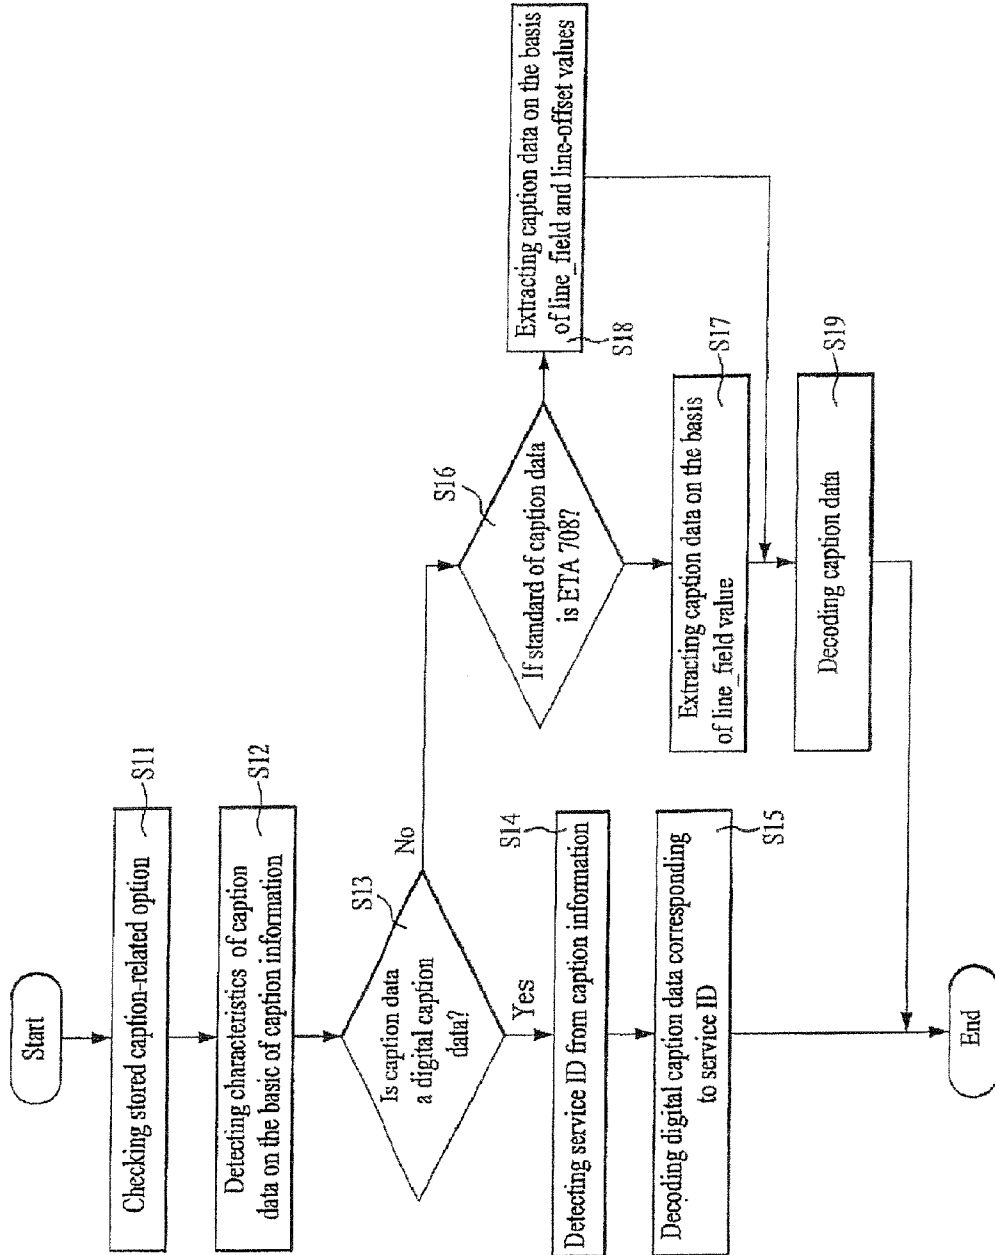 Start
Checking stored caption-related option
S11
Detecting characteristics of caption
data on the basic of caption information
S12
Is caption data
a digital caption
data?
S13
No
Yes
Detecting service ID from caption information
S14
Decoding digital caption data corresponding
to service ID
S15
If standard of caption data
is ETA 708?
S16
Extracting caption data on the basis
of line_field value
S17
Extracting caption data on the basis
of line_field and line-offset values
S18
Decoding caption data
S19
End